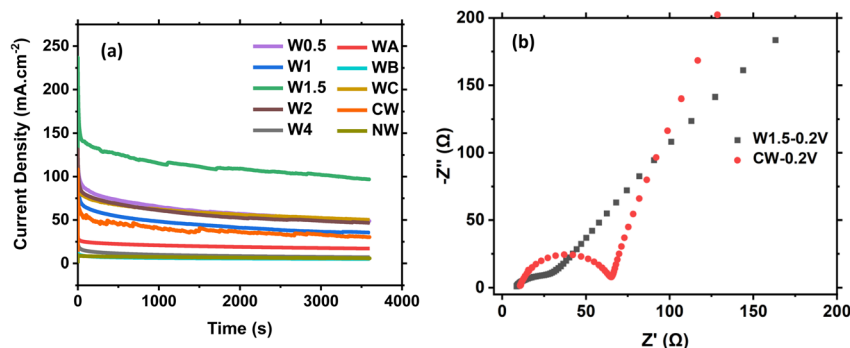 (a)
Current Density (mA.cm⁻²)
250
200
150
100
50
0
W0.5
W1
W1.5
W2
W4
WA
WB
WC
CW
NW
0 1000 2000 3000 4000
Time (s)
(b)
-Z'' (Ω)
-200
-150
-100
-50
0
W1.5-0.2V
CW-0.2V
0 50 100 150 200
Z' (Ω)